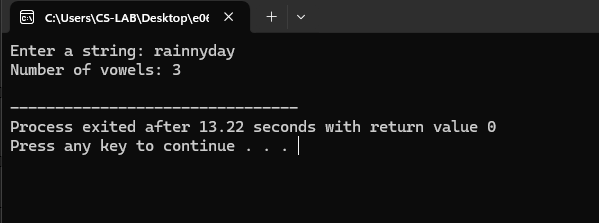 C:\Users\CS-LAB\Desktop\e06
Enter a string: rainnyday
Number of vowels: 3
--------------------------------
Process exited after 13.22 seconds with return value 0
Press any key to continue . . .